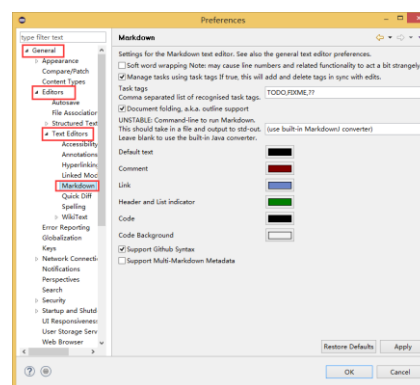 Preferences
type filter text
General
Appearance
Compare/Patch
Content Types
Editors
Autosave
File Association
Structured Text
Text Editors
Accessibility
Annotations
Hyperlinking
Linked Mod
Markdown
Quick Diff
Spelling
WikiText
Error Reporting
Globalization
Keys
Network Connecti
Notifications
Perspectives
Search
Security
Startup and Shutd
UI Responsiveness
User Storage Serv
Web Browser
Markdown
Settings for the Markdown text editor. See also the general text editor preferences.
Soft word wrapping Note: may cause line numbers and related functionality to act a bit strangely
Manage tasks using task tags If true, this will add and delete tags in sync with edits.
Task tags
Comma separated list of recognised task tags.
TODO,FIXME,??
Document folding, a.k.a. outline support
UNSTABLE: Command-line to run Markdown.
This should take in a file and output to std-out.
Leave blank to use the built-in Java converter.
(use built-in MarkdownJ converter)
Default text
Comment
Link
Header and List indicator
Code
Code Background
Support Github Syntax
Support Multi-Markdown Metadata
Restore Defaults
Apply
OK
Cancel